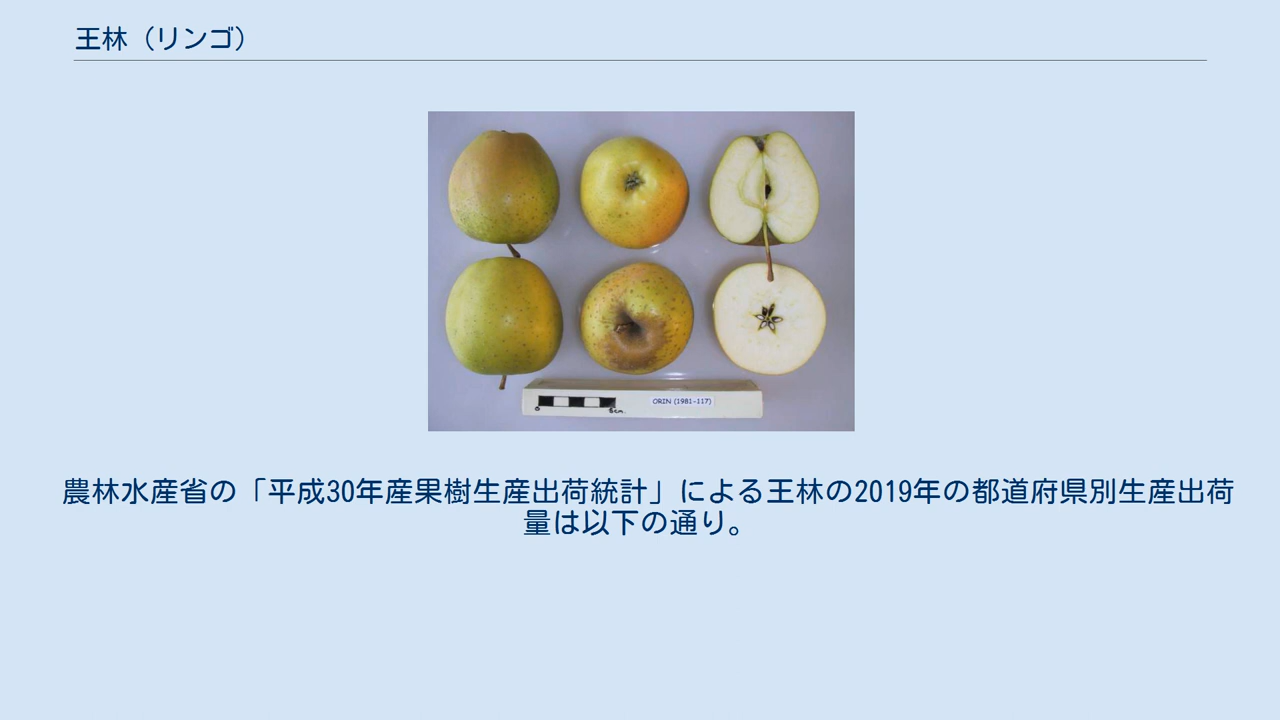 王林（リンゴ）
ORIN (1981-117)
0
5cm.
農林水産省の「平成30年産果樹生産出荷統計」による王林の2019年の都道府県別生産出荷
量は以下の通り。